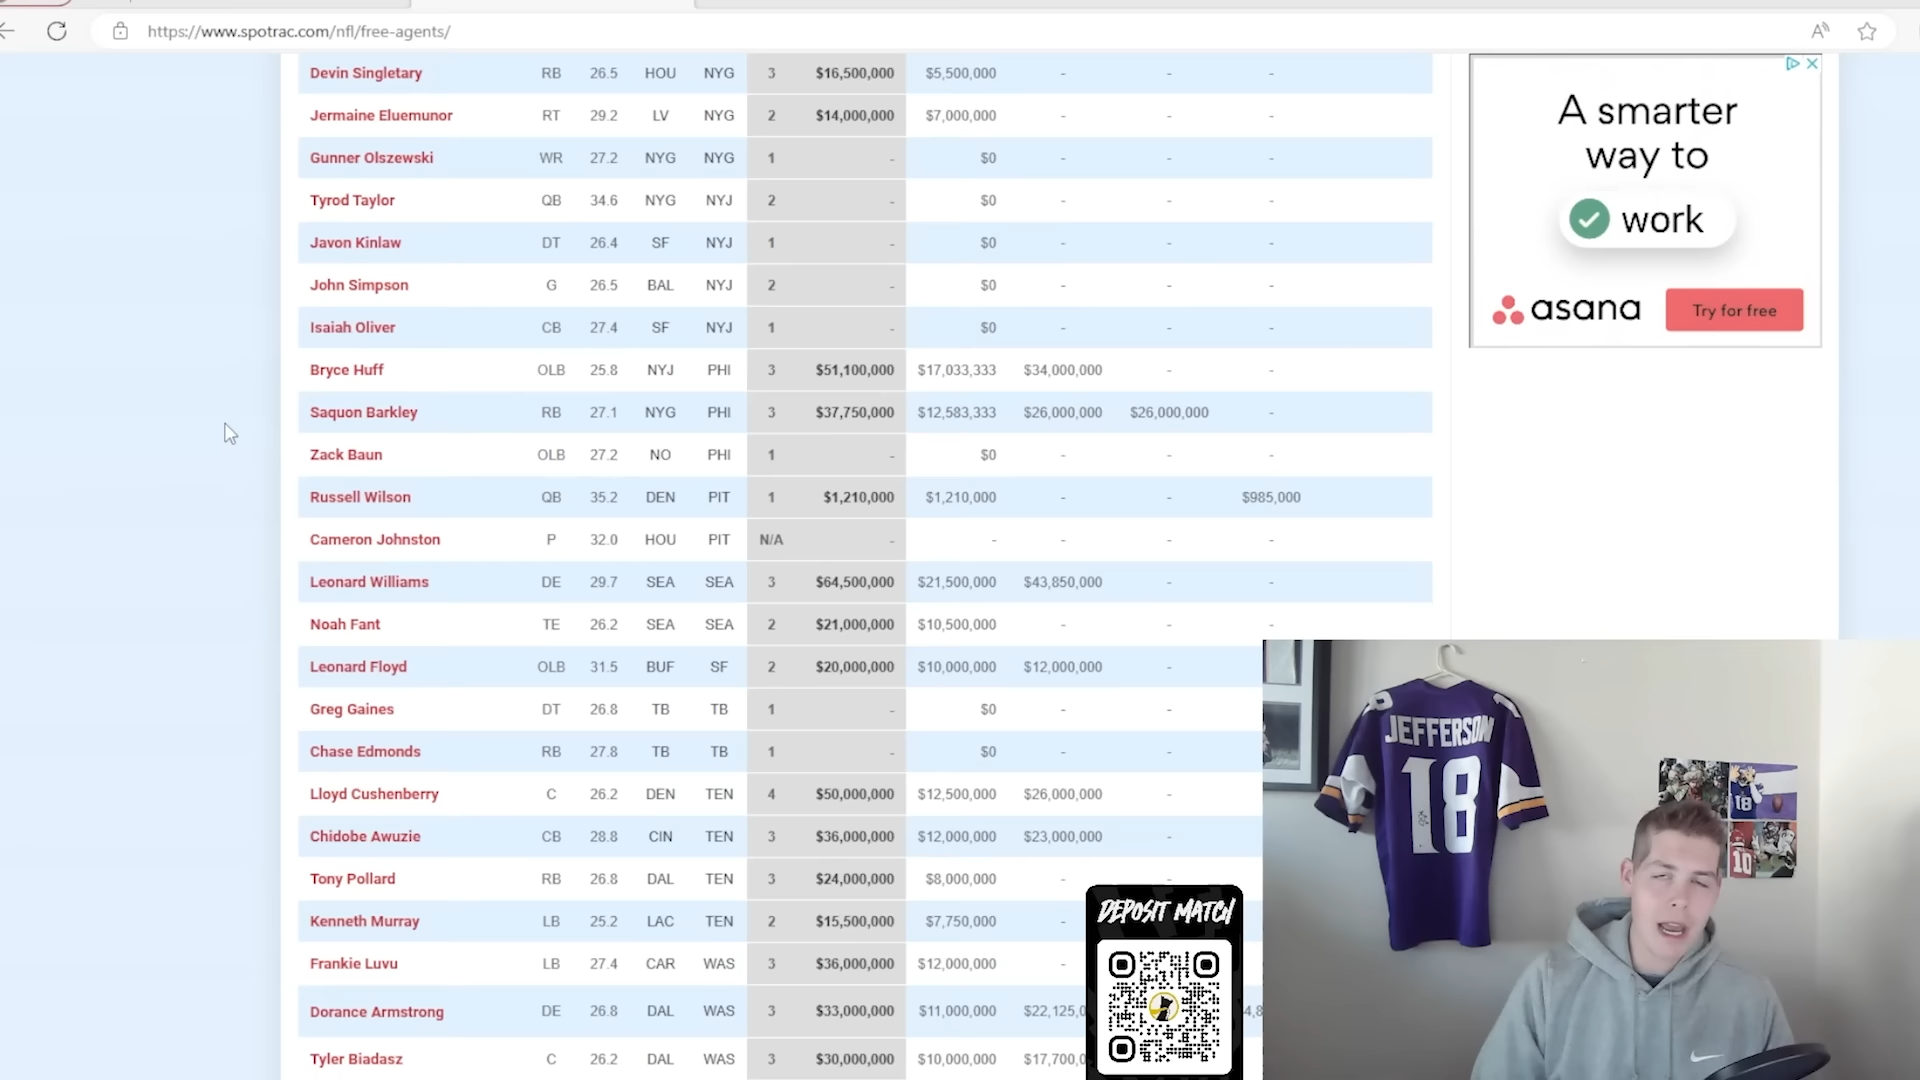 https://www.spotrac.com/nfl/free-agents/
Devin Singletary RB 26.5 HOU NYG 3 $16,500,000 $5,500,000 - - -
Jermaine Eluemunor RT 29.2 LV NYG 2 $14,000,000 $7,000,000 - - -
Gunner Olszewski WR 27.2 NYG NYG 1 - $0 - - -
Tyrod Taylor QB 34.6 NYG NYJ 2 - $0 - - -
Javon Kinlaw DT 26.4 SF NYJ 1 - $0 - - -
John Simpson G 26.5 BAL NYJ 2 - $0 - - -
Isaiah Oliver CB 27.4 SF NYJ 1 - $0 - - -
Bryce Huff OLB 25.8 NYJ PHI 3 $51,100,000 $17,033,333 $34,000,000 - -
Saquon Barkley RB 27.1 NYG PHI 3 $37,750,000 $12,583,333 $26,000,000 $26,000,000 -
Zack Baun OLB 27.2 NO PHI 1 - $0 - - -
Russell Wilson QB 35.2 DEN PIT 1 $1,210,000 $1,210,000 - - $985,000
Cameron Johnston P 32.0 HOU PIT N/A - - - - -
Leonard Williams DE 29.7 SEA SEA 3 $64,500,000 $21,500,000 $43,850,000 - -
Noah Fant TE 26.2 SEA SEA 2 $21,000,000 $10,500,000 - - -
Leonard Floyd OLB 31.5 BUF SF 2 $20,000,000 $10,000,000 $12,000,000 -
Greg Gaines DT 26.8 TB TB 1 - $0 - -
Chase Edmonds RB 27.8 TB TB 1 - $0 - -
Lloyd Cushenberry C 26.2 DEN TEN 4 $50,000,000 $12,500,000 $26,000,000 -
Chidobe Awuzie CB 28.8 CIN TEN 3 $36,000,000 $12,000,000 $23,000,000 -
Tony Pollard RB 26.8 DAL TEN 3 $24,000,000 $8,000,000 - -
Kenneth Murray LB 25.2 LAC TEN 2 $15,500,000 $7,750,000 -
Frankie Luvu LB 27.4 CAR WAS 3 $36,000,000 $12,000,000 -
Dorance Armstrong DE 26.8 DAL WAS 3 $33,000,000 $11,000,000 $22,125,0 4,8
Tyler Biadasz C 26.2 DAL WAS 3 $30,000,000 $10,000,000 $17,700,0
A smarter
way to
work
asana Try for free
JEFFERSON
18
18
10
DEPOSIT MATCH